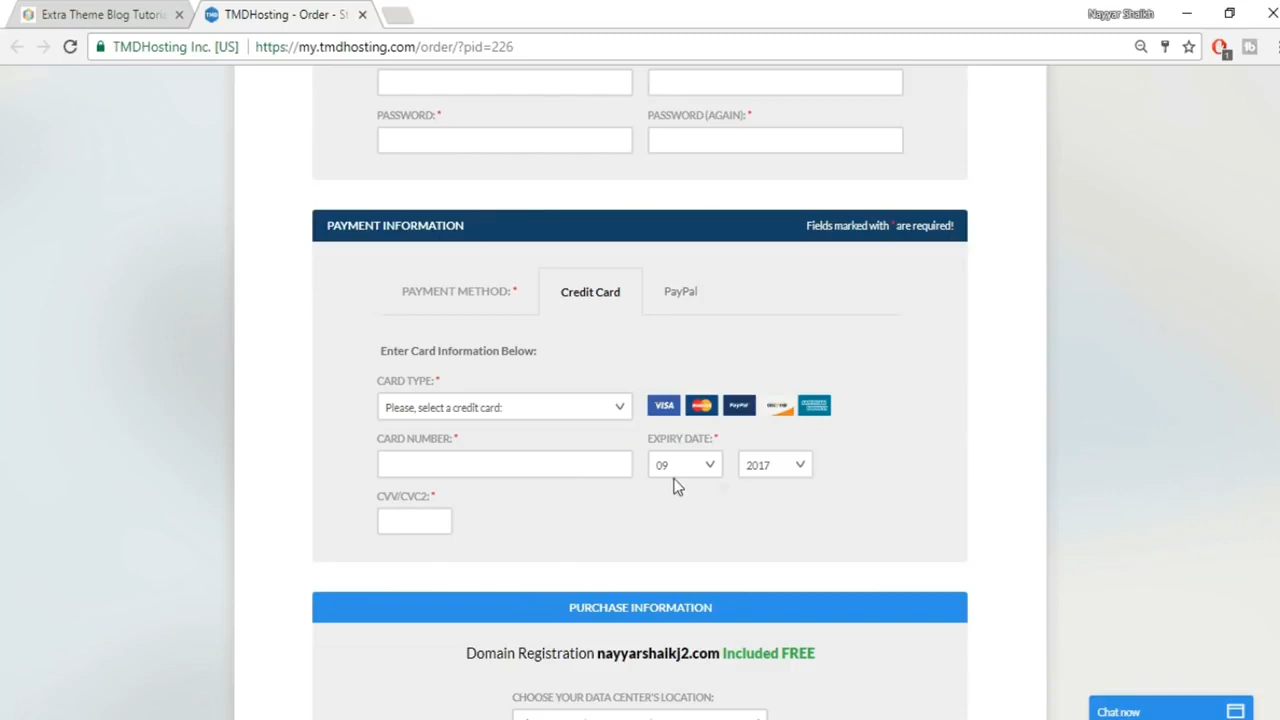 Extra Theme Blog Tutori
TMDHosting - Order - S
Nayyar Shaikh
TMDHosting Inc. [US]
https://my.tmdhosting.com/order/?pid=226
1
PASSWORD: *
PASSWORD (AGAIN): *
PAYMENT INFORMATION
Fields marked with * are required!
PAYMENT METHOD: *
Credit Card
PayPal
Enter Card Information Below:
CARD TYPE: *
Please, select a credit card:
VISA
PayPal
CARD NUMBER: *
EXPIRY DATE: *
09
2017
CVV/CVC2: *
PURCHASE INFORMATION
Domain Registration nayyarshaikj2.com Included FREE
CHOOSE YOUR DATA CENTER'S LOCATION:
Chat now